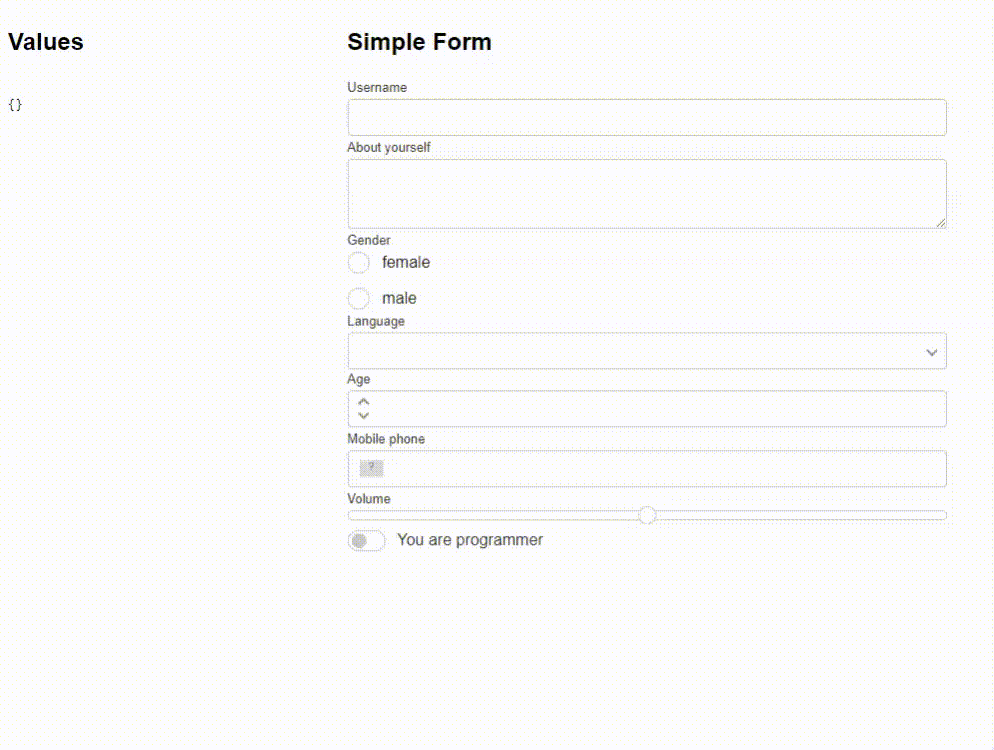 Values
{}
Simple Form
Username
About yourself
Gender
female
male
Language
Age
Mobile phone
?
Volume
You are programmer